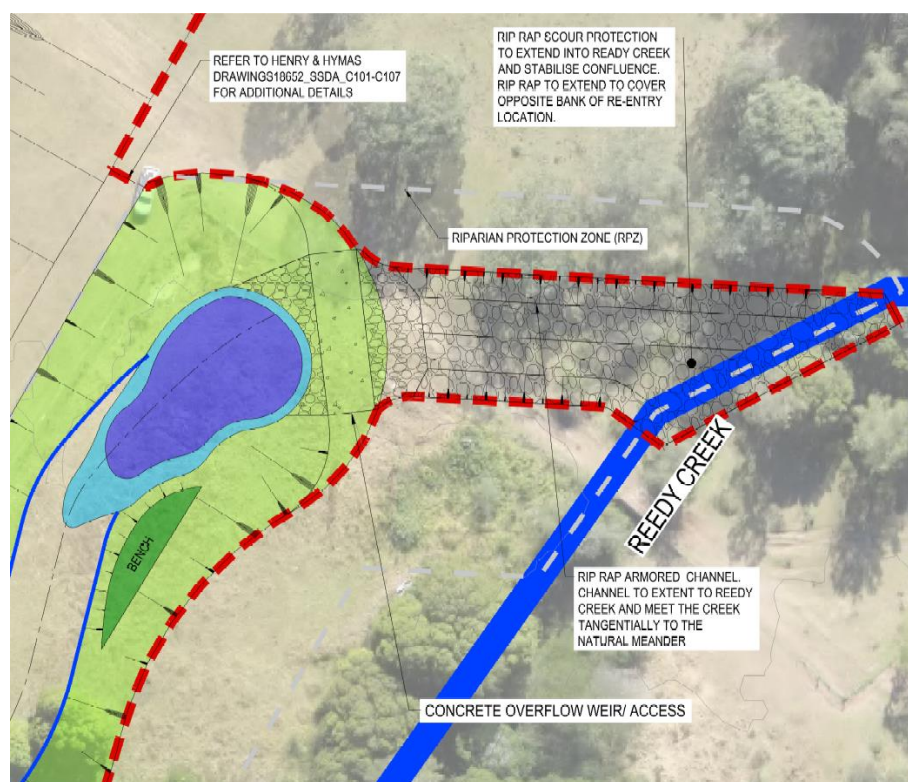 REFER TO HENRY & HYMAS
DRAWINGS18652_SSDA_C101-C107
FOR ADDITIONAL DETAILS
RIP RAP SCOUR PROTECTION
TO EXTEND INTO READY CREEK
AND STABILISE CONFLUENCE.
RIP RAP TO EXTEND TO COVER
OPPOSITE BANK OF RE-ENTRY
LOCATION.
RIPARIAN PROTECTION ZONE (RPZ)
REEDY CREEK
BENCH
RIP RAP ARMORED CHANNEL.
CHANNEL TO EXTENT TO REEDY
CREEK AND MEET THE CREEK
TANGENTIALLY TO THE
NATURAL MEANDER
CONCRETE OVERFLOW WEIR/ ACCESS